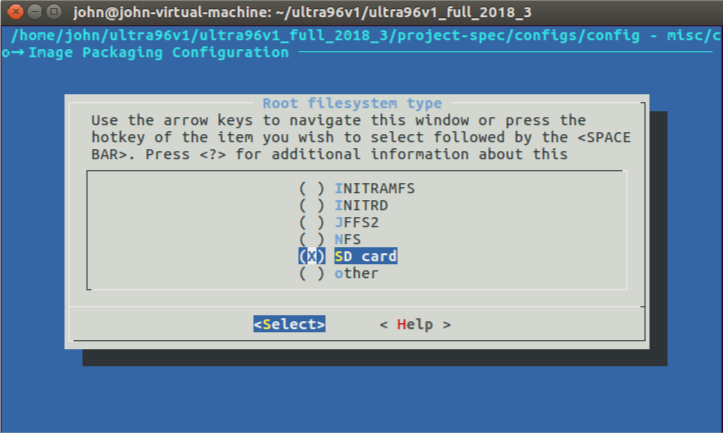 john@john-virtual-machine: ~/ultra96v1/ultra96v1_full_2018_3
/home/john/ultra96v1/ultra96v1_full_2018_3/project-spec/configs/config - misc/c
o→ Image Packaging Configuration
Root filesystem type
Use the arrow keys to navigate this window or press the
hotkey of the item you wish to select followed by the <SPACE
BAR>. Press <?> for additional information about this
( ) INITRAMFS
( ) INITRD
( ) JFFS2
( ) NFS
(X) SD card
( ) other
<Select> < Help >